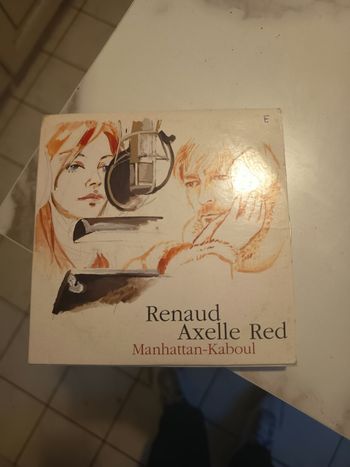 E
Renaud
Axelle Red
Manhattan-Kaboul